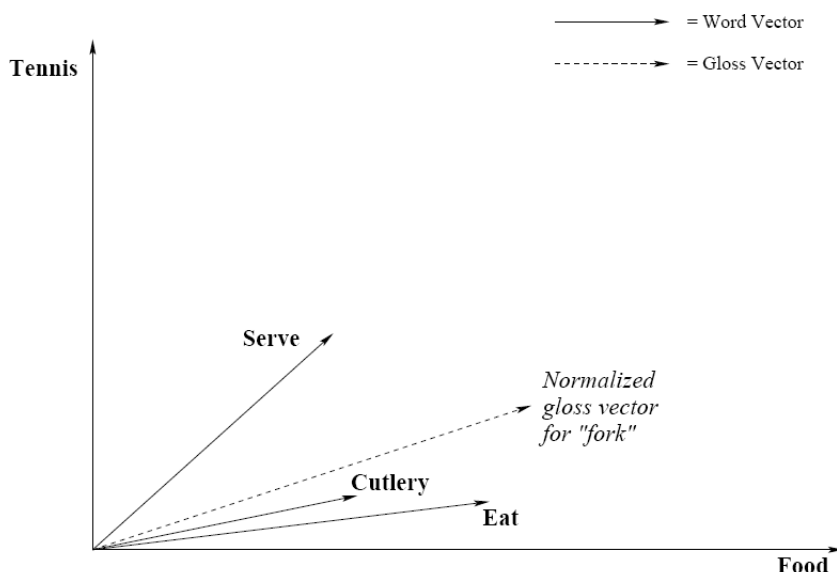 = Word Vector
= Gloss Vector
Tennis
Serve
Normalized
gloss vector
for "fork"
Cutlery
Eat
Food